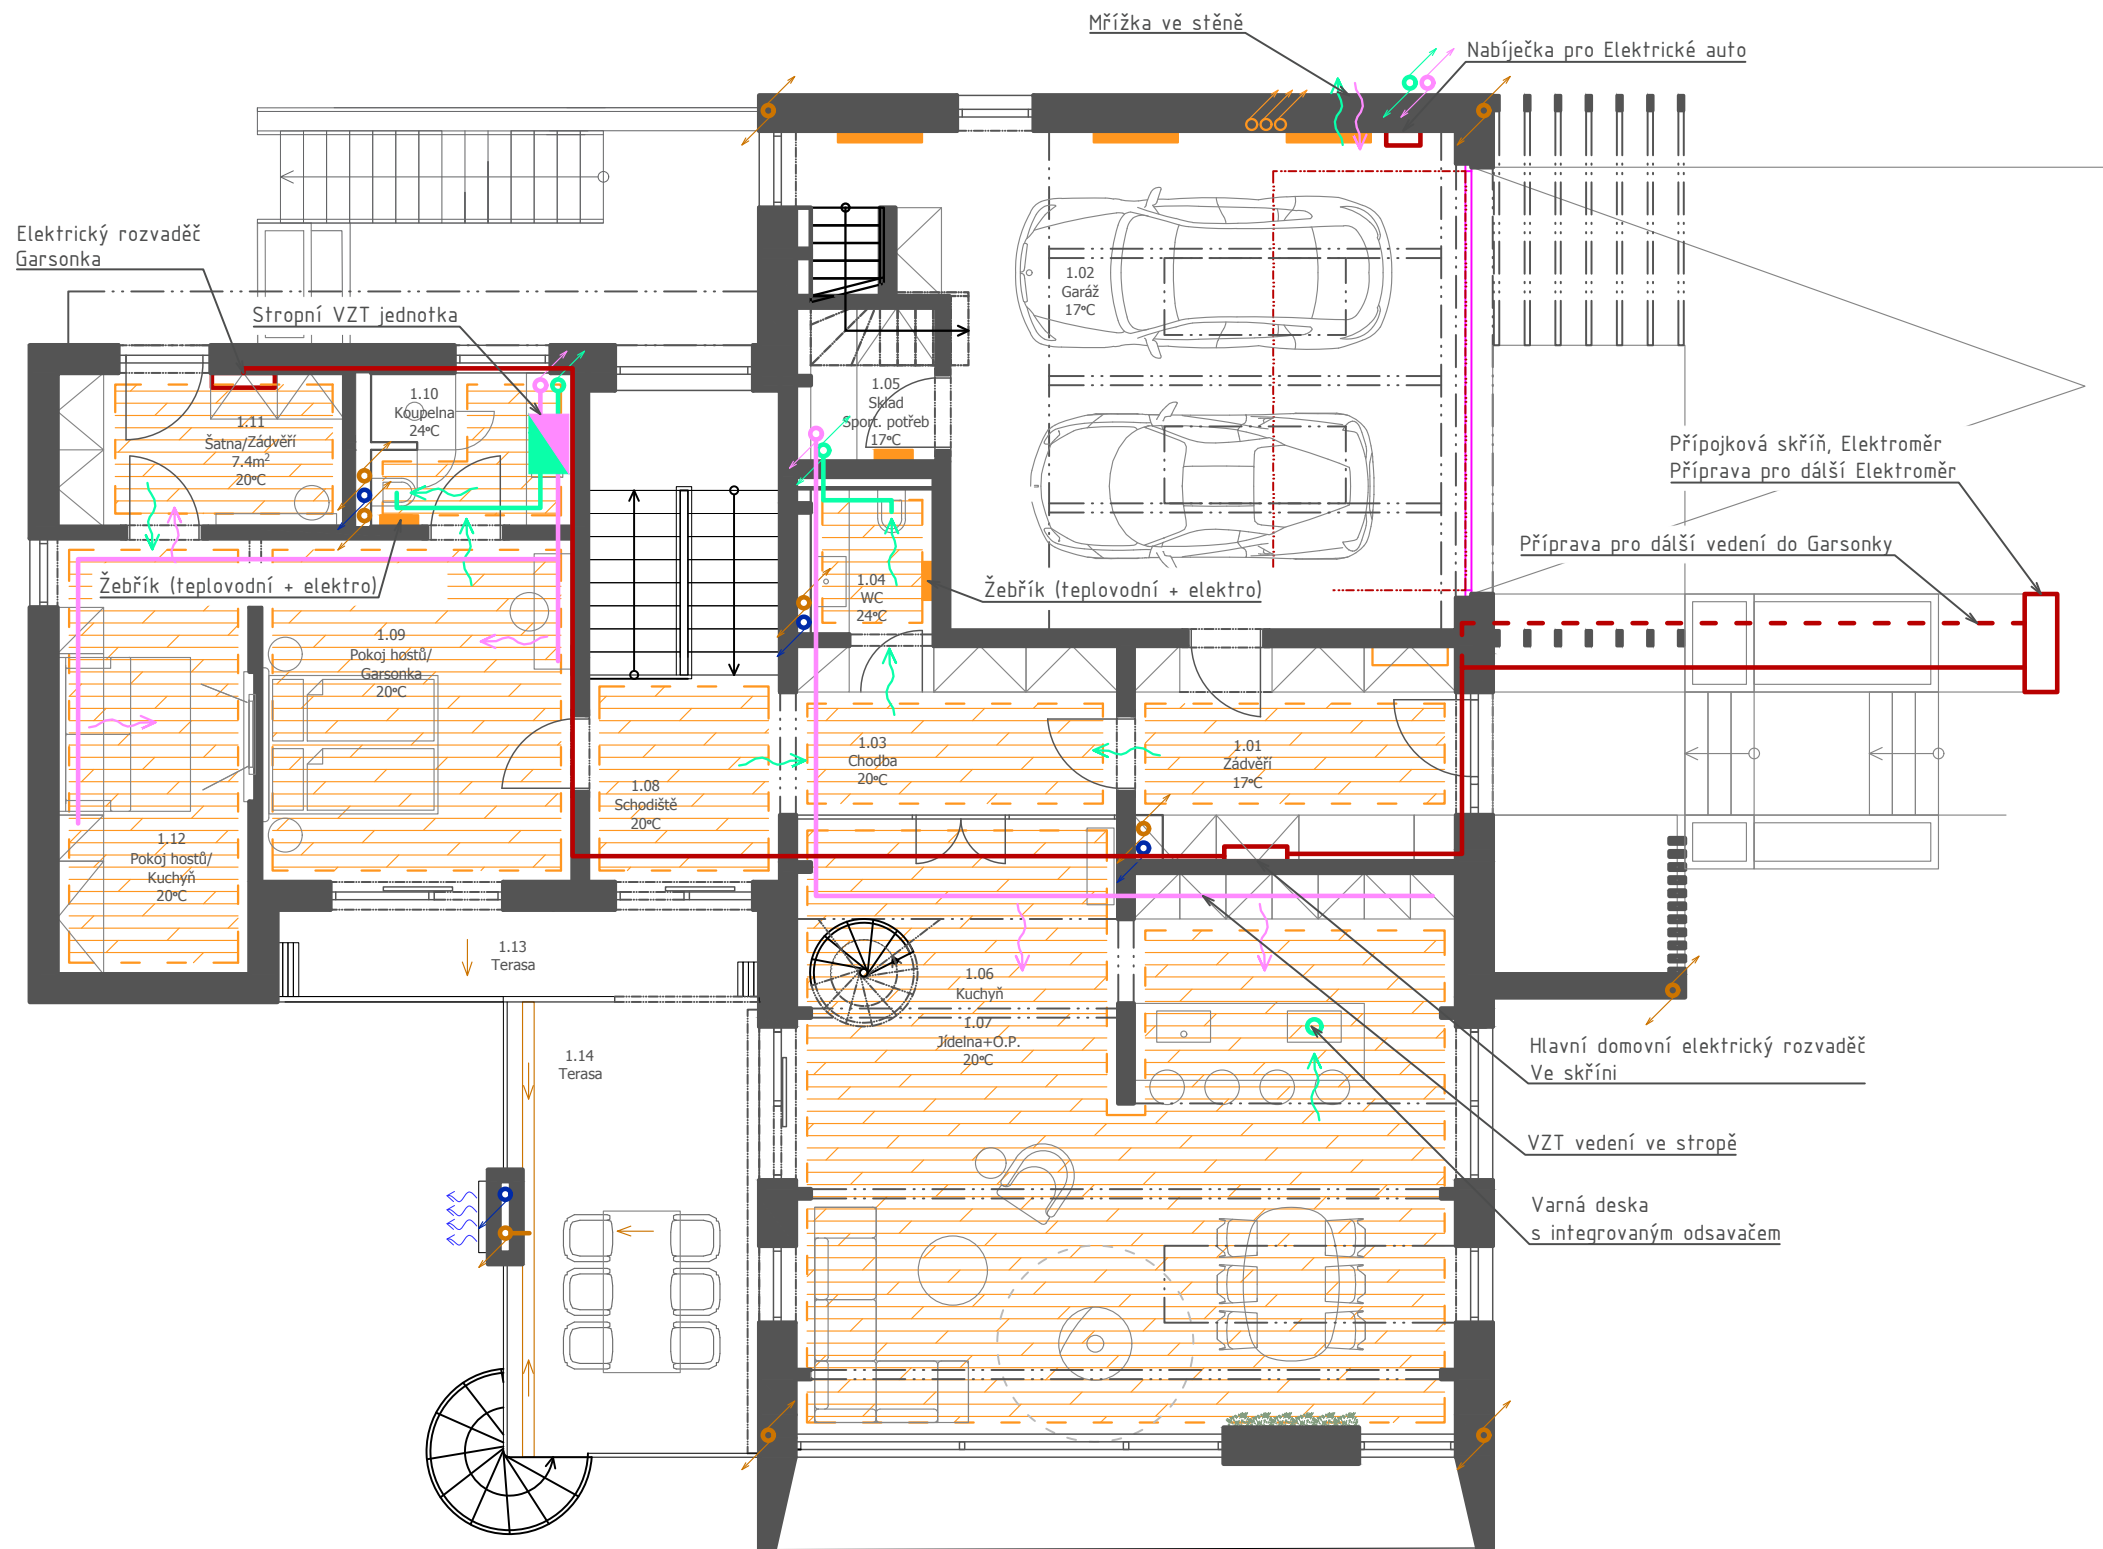 Mřížka ve stěně
Nabíječka pro Elektrické auto
Elektrický rozvaděč
Garsonka
Stropní VZT jednotka
1.02
Garáž
17°C
1.05
Sklad
Sport. potřeb
17°C
1.10
Koupelna
24°C
1.11
Šatna/Zádveří
7.4m²
20°C
Přípojková skříň, Elektroměr
Příprava pro dálší Elektroměr
Příprava pro dálší vedení do Garsonky
Žebřík (teplovodní + elektro)
1.04
WC
24°C
Žebřík (teplovodní + elektro)
1.09
Pokoj hostů/
Garsonka
20°C
1.03
Chodba
20°C
1.01
Zádveří
17°C
1.08
Schodiště
20°C
1.12
Pokoj hostů/
Kuchyň
20°C
1.13
Terasa
1.06
Kuchyň
1.07
Jídelna+O.P.
20°C
1.14
Terasa
Hlavní domovní elektrický rozvaděč
Ve skříni
VZT vedení ve stropě
Varná deska
s integrovaným odsavačem